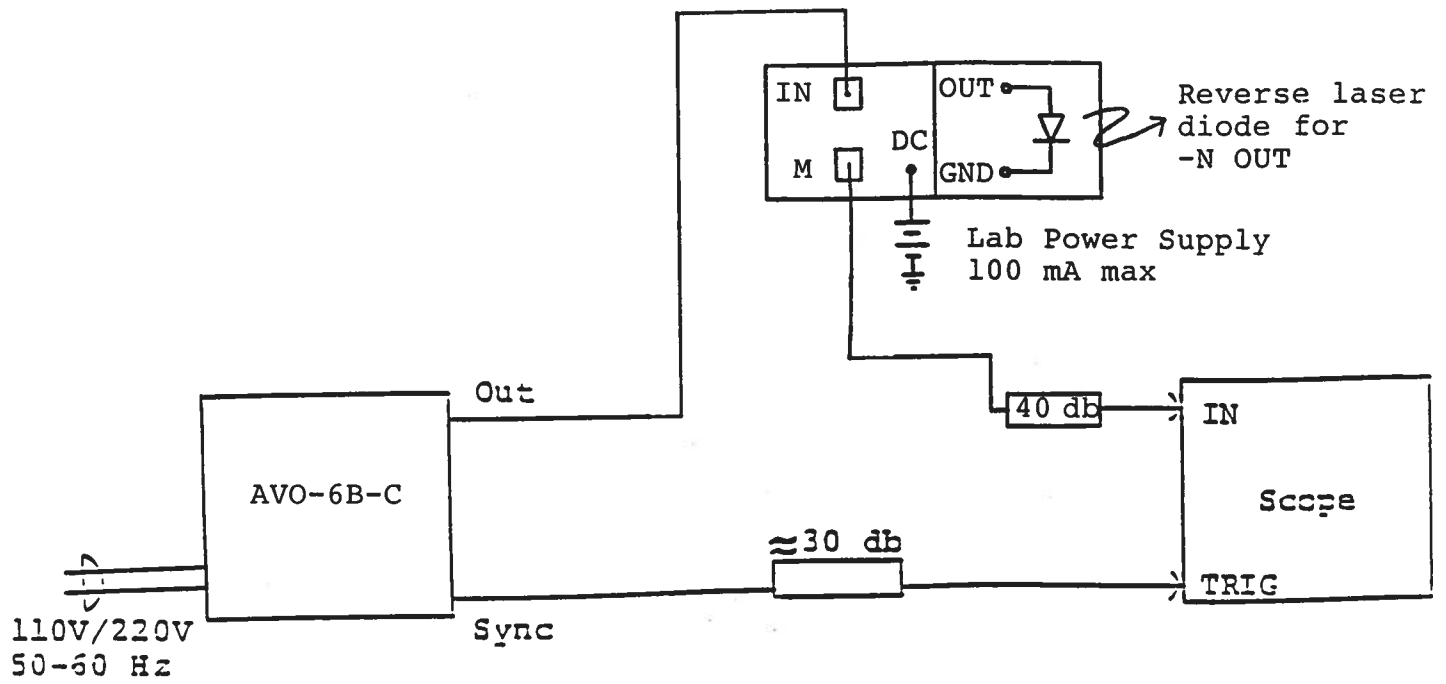 IN
OUT
Reverse laser
diode for
-N OUT
DC
M
GND
Lab Power Supply
100 mA max
Out
40 db
IN
AVO-6B-C
Scope
≈30 db
TRIG
Sync
110V/220V
50-60 Hz